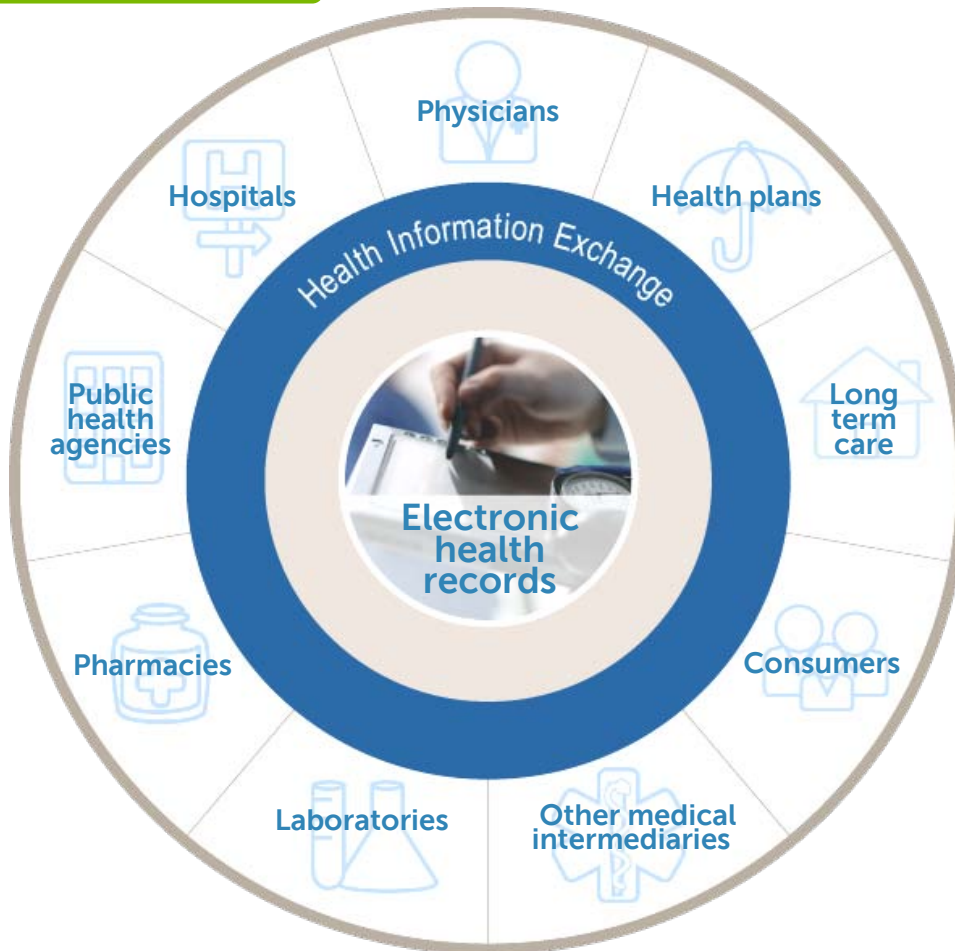 Physicians
Health plans
Long
term
care
Consumers
Other medical
intermediaries
Laboratories
Pharmacies
Public
health
agencies
Hospitals
H
Health Information Exchange
Electronic
health
records